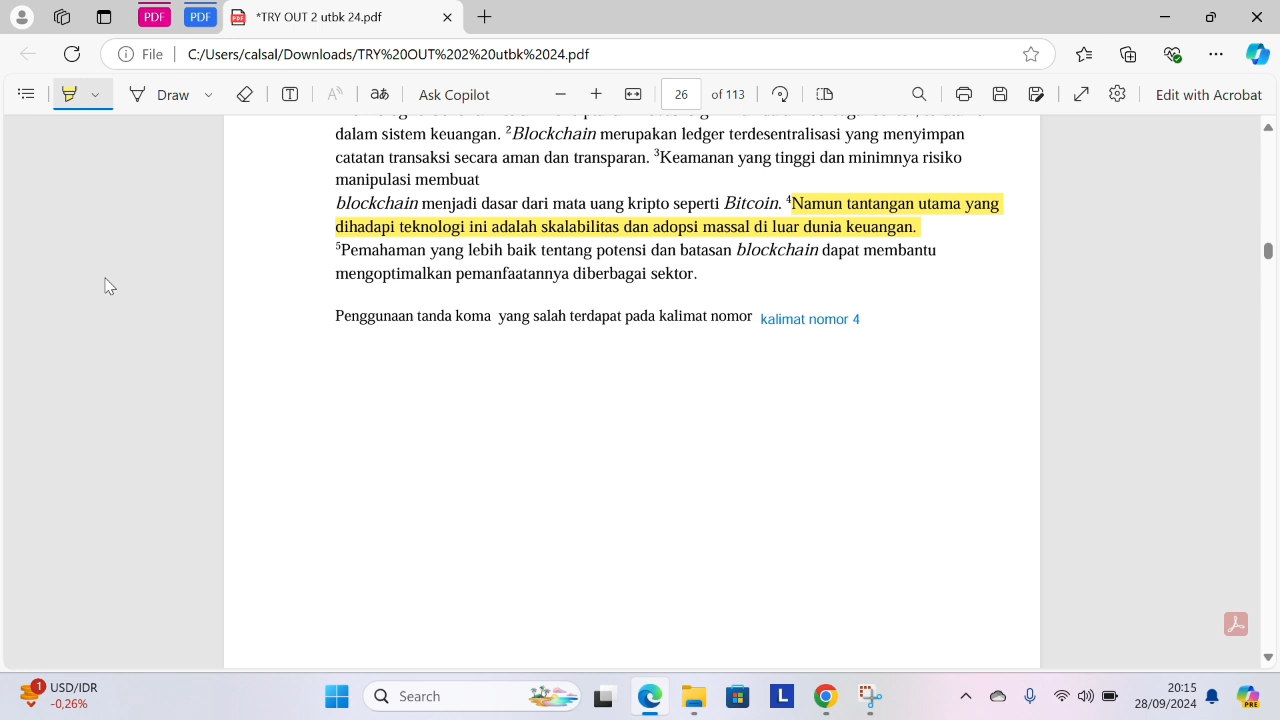 PDF
PDF
PDF
*TRY OUT 2 utbk 24.pdf
File
C:/Users/calsal/Downloads/TRY%20OUT%202%20utbk%2024.pdf
Draw
aあ
Ask Copilot
26
of 113
Edit with Acrobat
dalam sistem keuangan. ²Blockchain merupakan ledger terdesentralisasi yang menyimpan
catatan transaksi secara aman dan transparan. ³Keamanan yang tinggi dan minimnya risiko
manipulasi membuat
blockchain menjadi dasar dari mata uang kripto seperti Bitcoin. ⁴Namun tantangan utama yang
dihadapi teknologi ini adalah skalabilitas dan adopsi massal di luar dunia keuangan.
⁵Pemahaman yang lebih baik tentang potensi dan batasan blockchain dapat membantu
mengoptimalkan pemanfaatannya diberbagai sektor.
Penggunaan tanda koma yang salah terdapat pada kalimat nomor kalimat nomor 4
1
USD/IDR
-0,26%
Search
L
20:15
28/09/2024
PRE